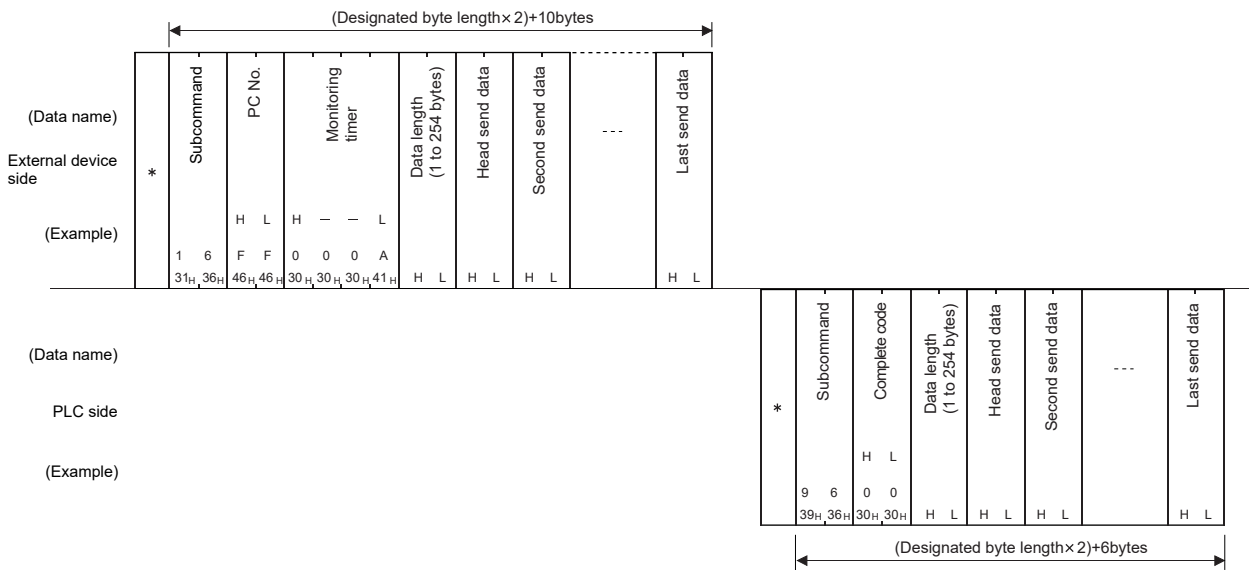 (Designated byte length×2)+10bytes
(Data name)
External device
side
(Example)
*
Subcommand
PC No.
Monitoring
timer
Data length
(1 to 254 bytes)
Head send data
Second send data
---
Last send data
H L H — — L
1 6 F F 0 0 0 A
31H 36H 46H 46H 30H 30H 30H 41H H L H L H L H L
(Data name)
PLC side
(Example)
*
Subcommand
Complete code
Data length
(1 to 254 bytes)
Head send data
Second send data
---
Last send data
H L
9 6 0 0
39H 36H 30H 30H H L H L H L H L
(Designated byte length×2)+6bytes